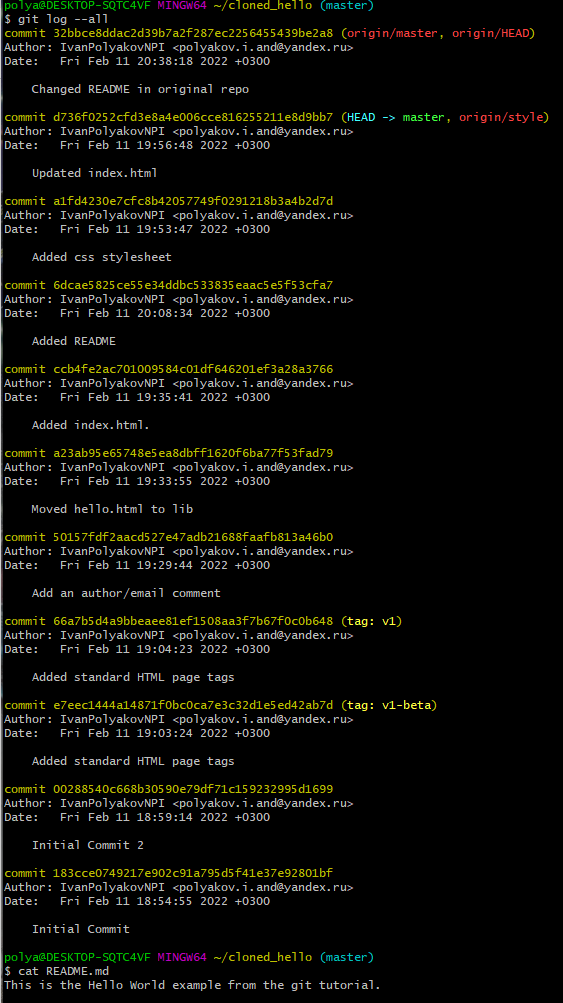 polya@DESKTOP-SQTC4VF MINGW64 ~/cloned_hello (master)
$ git log --all
commit 32bbce8ddac2d39b7a2f287ec2256455439be2a8 (origin/master, origin/HEAD)
Author: IvanPolyakovNPI <polyakov.i.and@yandex.ru>
Date:   Fri Feb 11 20:38:18 2022 +0300

    Changed README in original repo

commit d736f0252cfd3e8a4e006cce816255211e8d9bb7 (HEAD -> master, origin/style)
Author: IvanPolyakovNPI <polyakov.i.and@yandex.ru>
Date:   Fri Feb 11 19:56:48 2022 +0300

    Updated index.html

commit a1fd4230e7cfc8b42057749f0291218b3a4b2d7d
Author: IvanPolyakovNPI <polyakov.i.and@yandex.ru>
Date:   Fri Feb 11 19:53:47 2022 +0300

    Added css stylesheet

commit 6dcae5825ce55e34ddbc533835eaac5e5f53cfa7
Author: IvanPolyakovNPI <polyakov.i.and@yandex.ru>
Date:   Fri Feb 11 20:08:34 2022 +0300

    Added README

commit ccb4fe2ac701009584c01df646201ef3a28a3766
Author: IvanPolyakovNPI <polyakov.i.and@yandex.ru>
Date:   Fri Feb 11 19:35:41 2022 +0300

    Added index.html.

commit a23ab95e65748e5ea8dbff1620f6ba77f53fad79
Author: IvanPolyakovNPI <polyakov.i.and@yandex.ru>
Date:   Fri Feb 11 19:33:55 2022 +0300

    Moved hello.html to lib

commit 50157fdf2aacd527e47adb21688faafb813a46b0
Author: IvanPolyakovNPI <polyakov.i.and@yandex.ru>
Date:   Fri Feb 11 19:29:44 2022 +0300

    Add an author/email comment

commit 66a7b5d4a9bbeaee81ef1508aa3f7b67f0c0b648 (tag: v1)
Author: IvanPolyakovNPI <polyakov.i.and@yandex.ru>
Date:   Fri Feb 11 19:04:23 2022 +0300

    Added standard HTML page tags

commit e7eec1444a14871f0bc0ca7e3c32d1e5ed42ab7d (tag: v1-beta)
Author: IvanPolyakovNPI <polyakov.i.and@yandex.ru>
Date:   Fri Feb 11 19:03:24 2022 +0300

    Added standard HTML page tags

commit 00288540c668b30590e79df71c159232995d1699
Author: IvanPolyakovNPI <polyakov.i.and@yandex.ru>
Date:   Fri Feb 11 18:59:14 2022 +0300

    Initial Commit 2

commit 183cce0749217e902c91a795d5f41e37e92801bf
Author: IvanPolyakovNPI <polyakov.i.and@yandex.ru>
Date:   Fri Feb 11 18:54:55 2022 +0300

    Initial Commit

polya@DESKTOP-SQTC4VF MINGW64 ~/cloned_hello (master)
$ cat README.md
This is the Hello World example from the git tutorial.